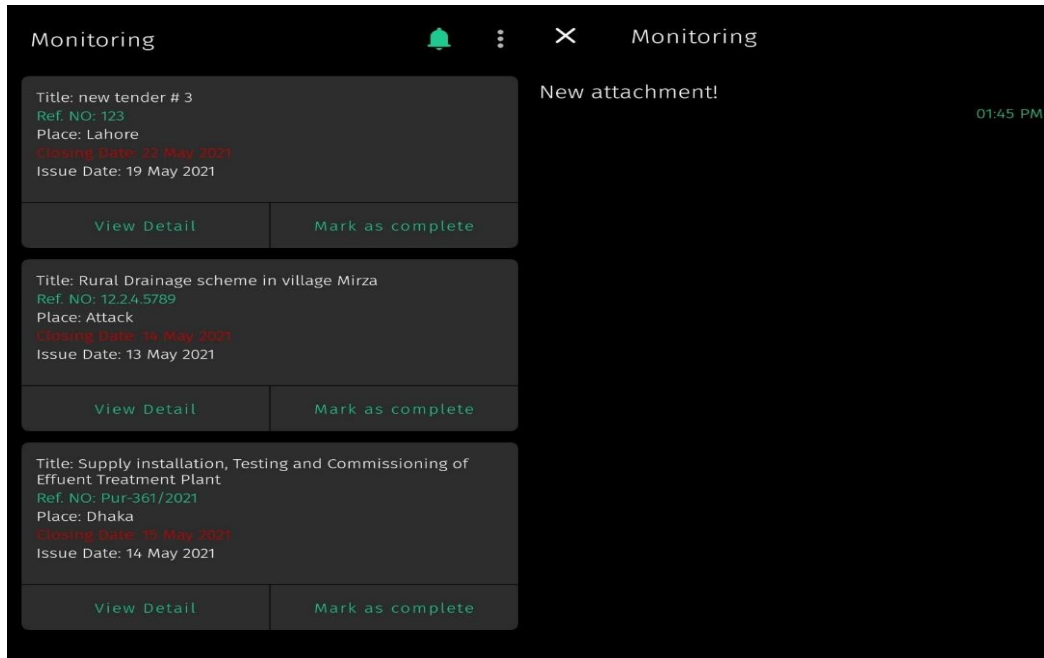 Monitoring
Title: new tender # 3
Ref. NO: 123
Place: Lahore
Closing Date: 22 May 2021
Issue Date: 19 May 2021
View Detail
Mark as complete
Title: Rural Drainage scheme in village Mirza
Ref. NO: 12.2.4.5789
Place: Attack
Closing Date: 14 May 2021
Issue Date: 13 May 2021
View Detail
Mark as complete
Title: Supply installation, Testing and Commissioning of
Effuent Treatment Plant
Ref. NO: Pur-361/2021
Place: Dhaka
Closing Date: 15 May 2021
Issue Date: 14 May 2021
View Detail
Mark as complete
Monitoring
New attachment!
01:45 PM